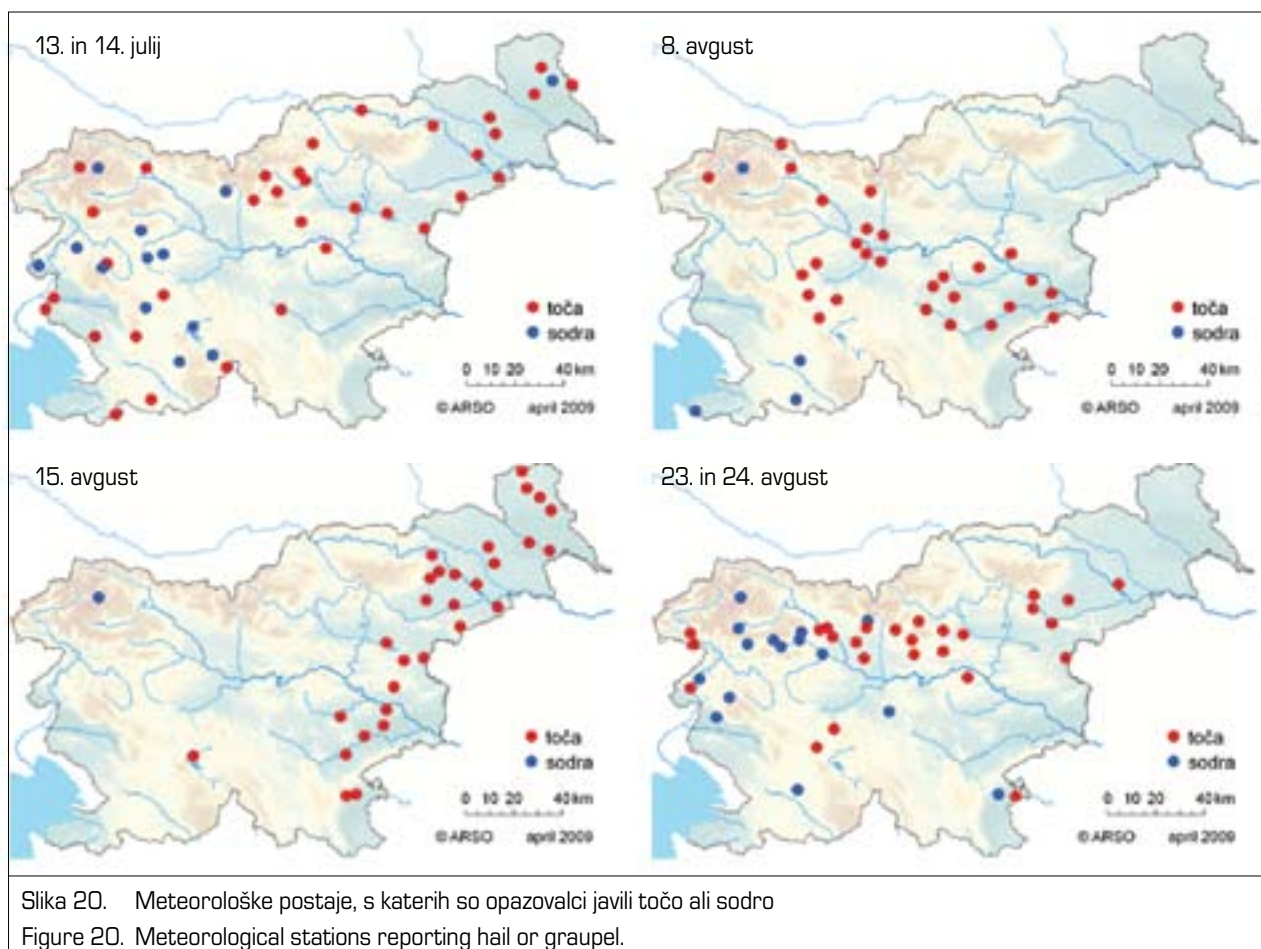 13. in 14. julij
toča
sodra
0 10 20 40 km
© ARSO april 2009
8. avgust
toča
sodra
0 10 20 40 km
© ARSO april 2009
15. avgust
toča
sodra
0 10 20 40 km
© ARSO april 2009
23. in 24. avgust
toča
sodra
0 10 20 40 km
© ARSO april 2009
Slika 20. Meteorološke postaje, s katerih so opazovalci javili točo ali sodro
Figure 20. Meteorological stations reporting hail or graupel.